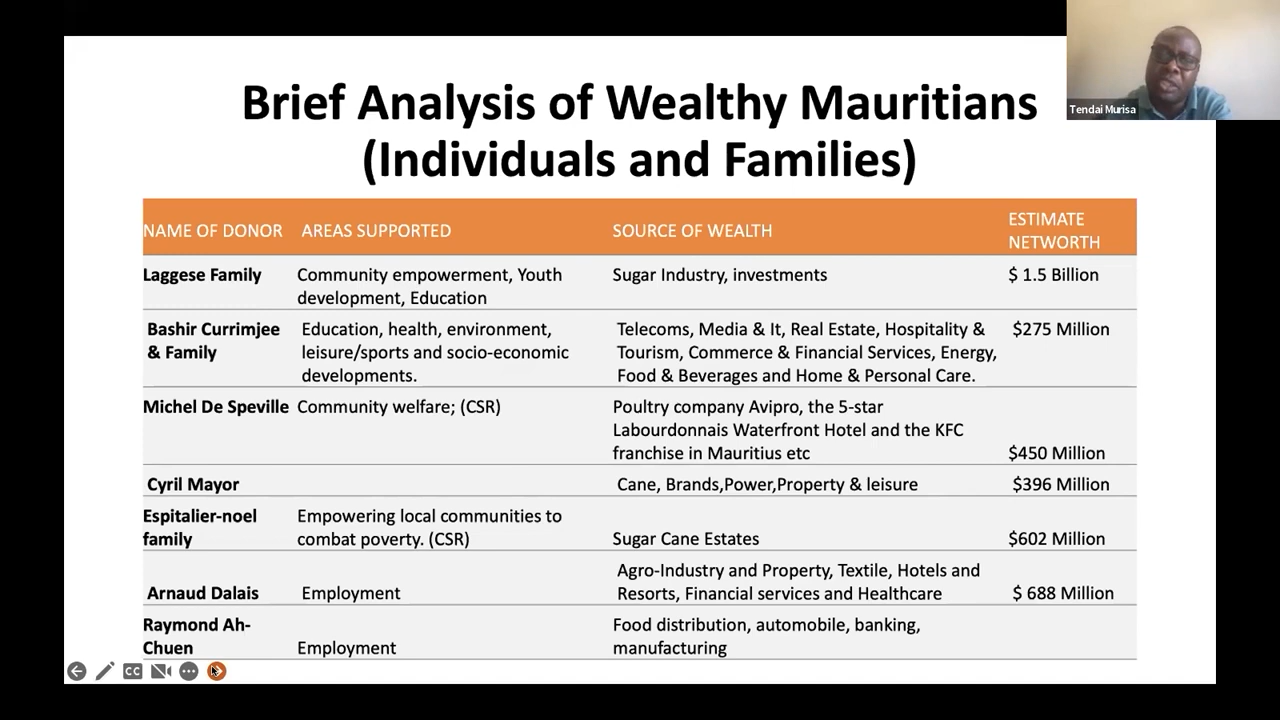 Brief Analysis of Wealthy Mauritians
(Individuals and Families)
Tendai Murisa
NAME OF DONOR AREAS SUPPORTED SOURCE OF WEALTH ESTIMATE
NETWORTH
Laggese Family Community empowerment, Youth Sugar Industry, investments $ 1.5 Billion
development, Education
Bashir Currimjee Education, health, environment, Telecoms, Media & It, Real Estate, Hospitality & $275 Million
& Family leisure/sports and socio-economic Tourism, Commerce & Financial Services, Energy,
developments. Food & Beverages and Home & Personal Care.
Michel De Speville Community welfare; (CSR) Poultry company Avipro, the 5-star
Labourdonnais Waterfront Hotel and the KFC
franchise in Mauritius etc $450 Million
Cyril Mayor Cane, Brands,Power,Property & leisure $396 Million
Espitalier-noel Empowering local communities to
family combat poverty. (CSR) Sugar Cane Estates $602 Million
Agro-Industry and Property, Textile, Hotels and
Arnaud Dalais Employment Resorts, Financial services and Healthcare $ 688 Million
Raymond Ah- Food distribution, automobile, banking,
Chuen Employment manufacturing
CC